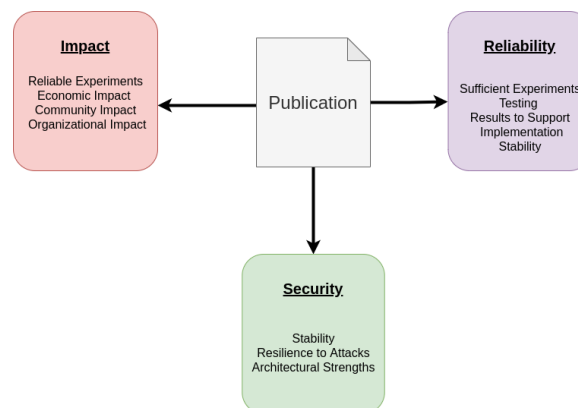 Impact
Reliable Experiments
Economic Impact
Community Impact
Organizational Impact
Publication
Reliability
Sufficient Experiments
Testing
Results to Support
Implementation
Stability
Security
Stability
Resilience to Attacks
Architectural Strengths